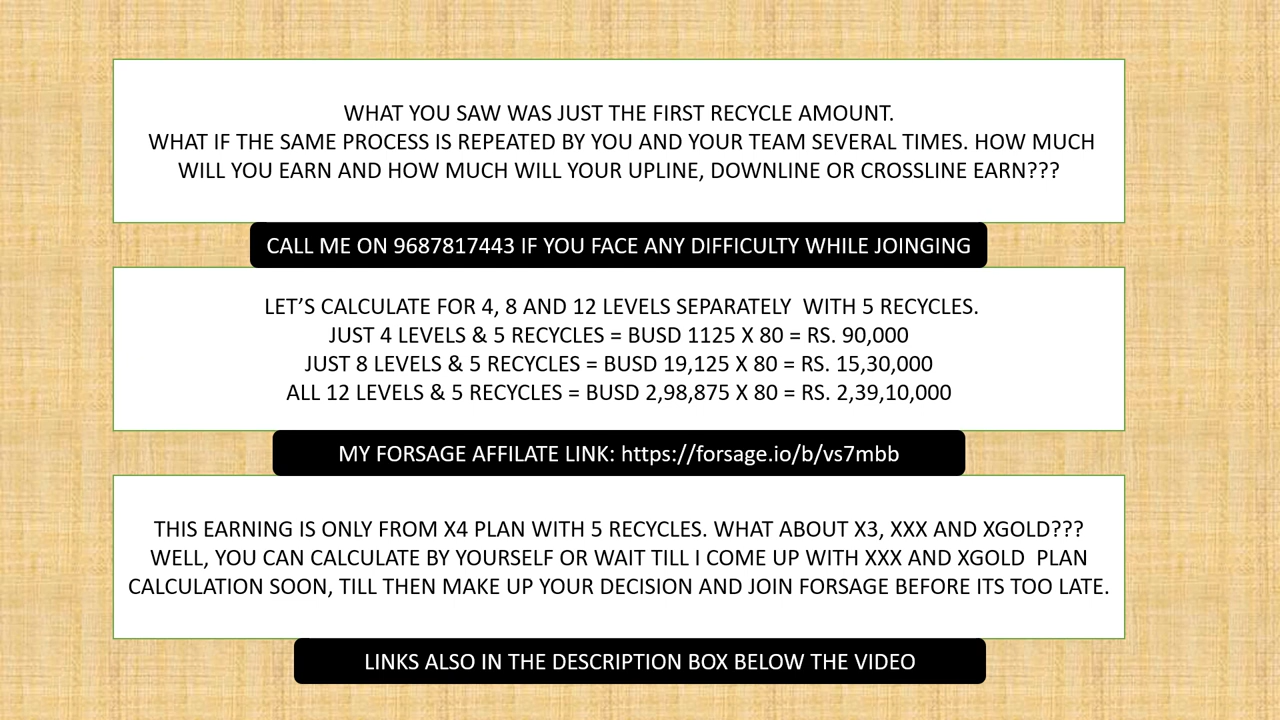 WHAT YOU SAW WAS JUST THE FIRST RECYCLE AMOUNT.
WHAT IF THE SAME PROCESS IS REPEATED BY YOU AND YOUR TEAM SEVERAL TIMES. HOW MUCH
WILL YOU EARN AND HOW MUCH WILL YOUR UPLINE, DOWNLINE OR CROSSLINE EARN???
CALL ME ON 9687817443 IF YOU FACE ANY DIFFICULTY WHILE JOINGING
LET’S CALCULATE FOR 4, 8 AND 12 LEVELS SEPARATELY  WITH 5 RECYCLES.
JUST 4 LEVELS & 5 RECYCLES = BUSD 1125 X 80 = RS. 90,000
JUST 8 LEVELS & 5 RECYCLES = BUSD 19,125 X 80 = RS. 15,30,000
ALL 12 LEVELS & 5 RECYCLES = BUSD 2,98,875 X 80 = RS. 2,39,10,000
MY FORSAGE AFFILATE LINK: https://forsage.io/b/vs7mbb
THIS EARNING IS ONLY FROM X4 PLAN WITH 5 RECYCLES. WHAT ABOUT X3, XXX AND XGOLD???
WELL, YOU CAN CALCULATE BY YOURSELF OR WAIT TILL I COME UP WITH XXX AND XGOLD  PLAN
CALCULATION SOON, TILL THEN MAKE UP YOUR DECISION AND JOIN FORSAGE BEFORE ITS TOO LATE.
LINKS ALSO IN THE DESCRIPTION BOX BELOW THE VIDEO